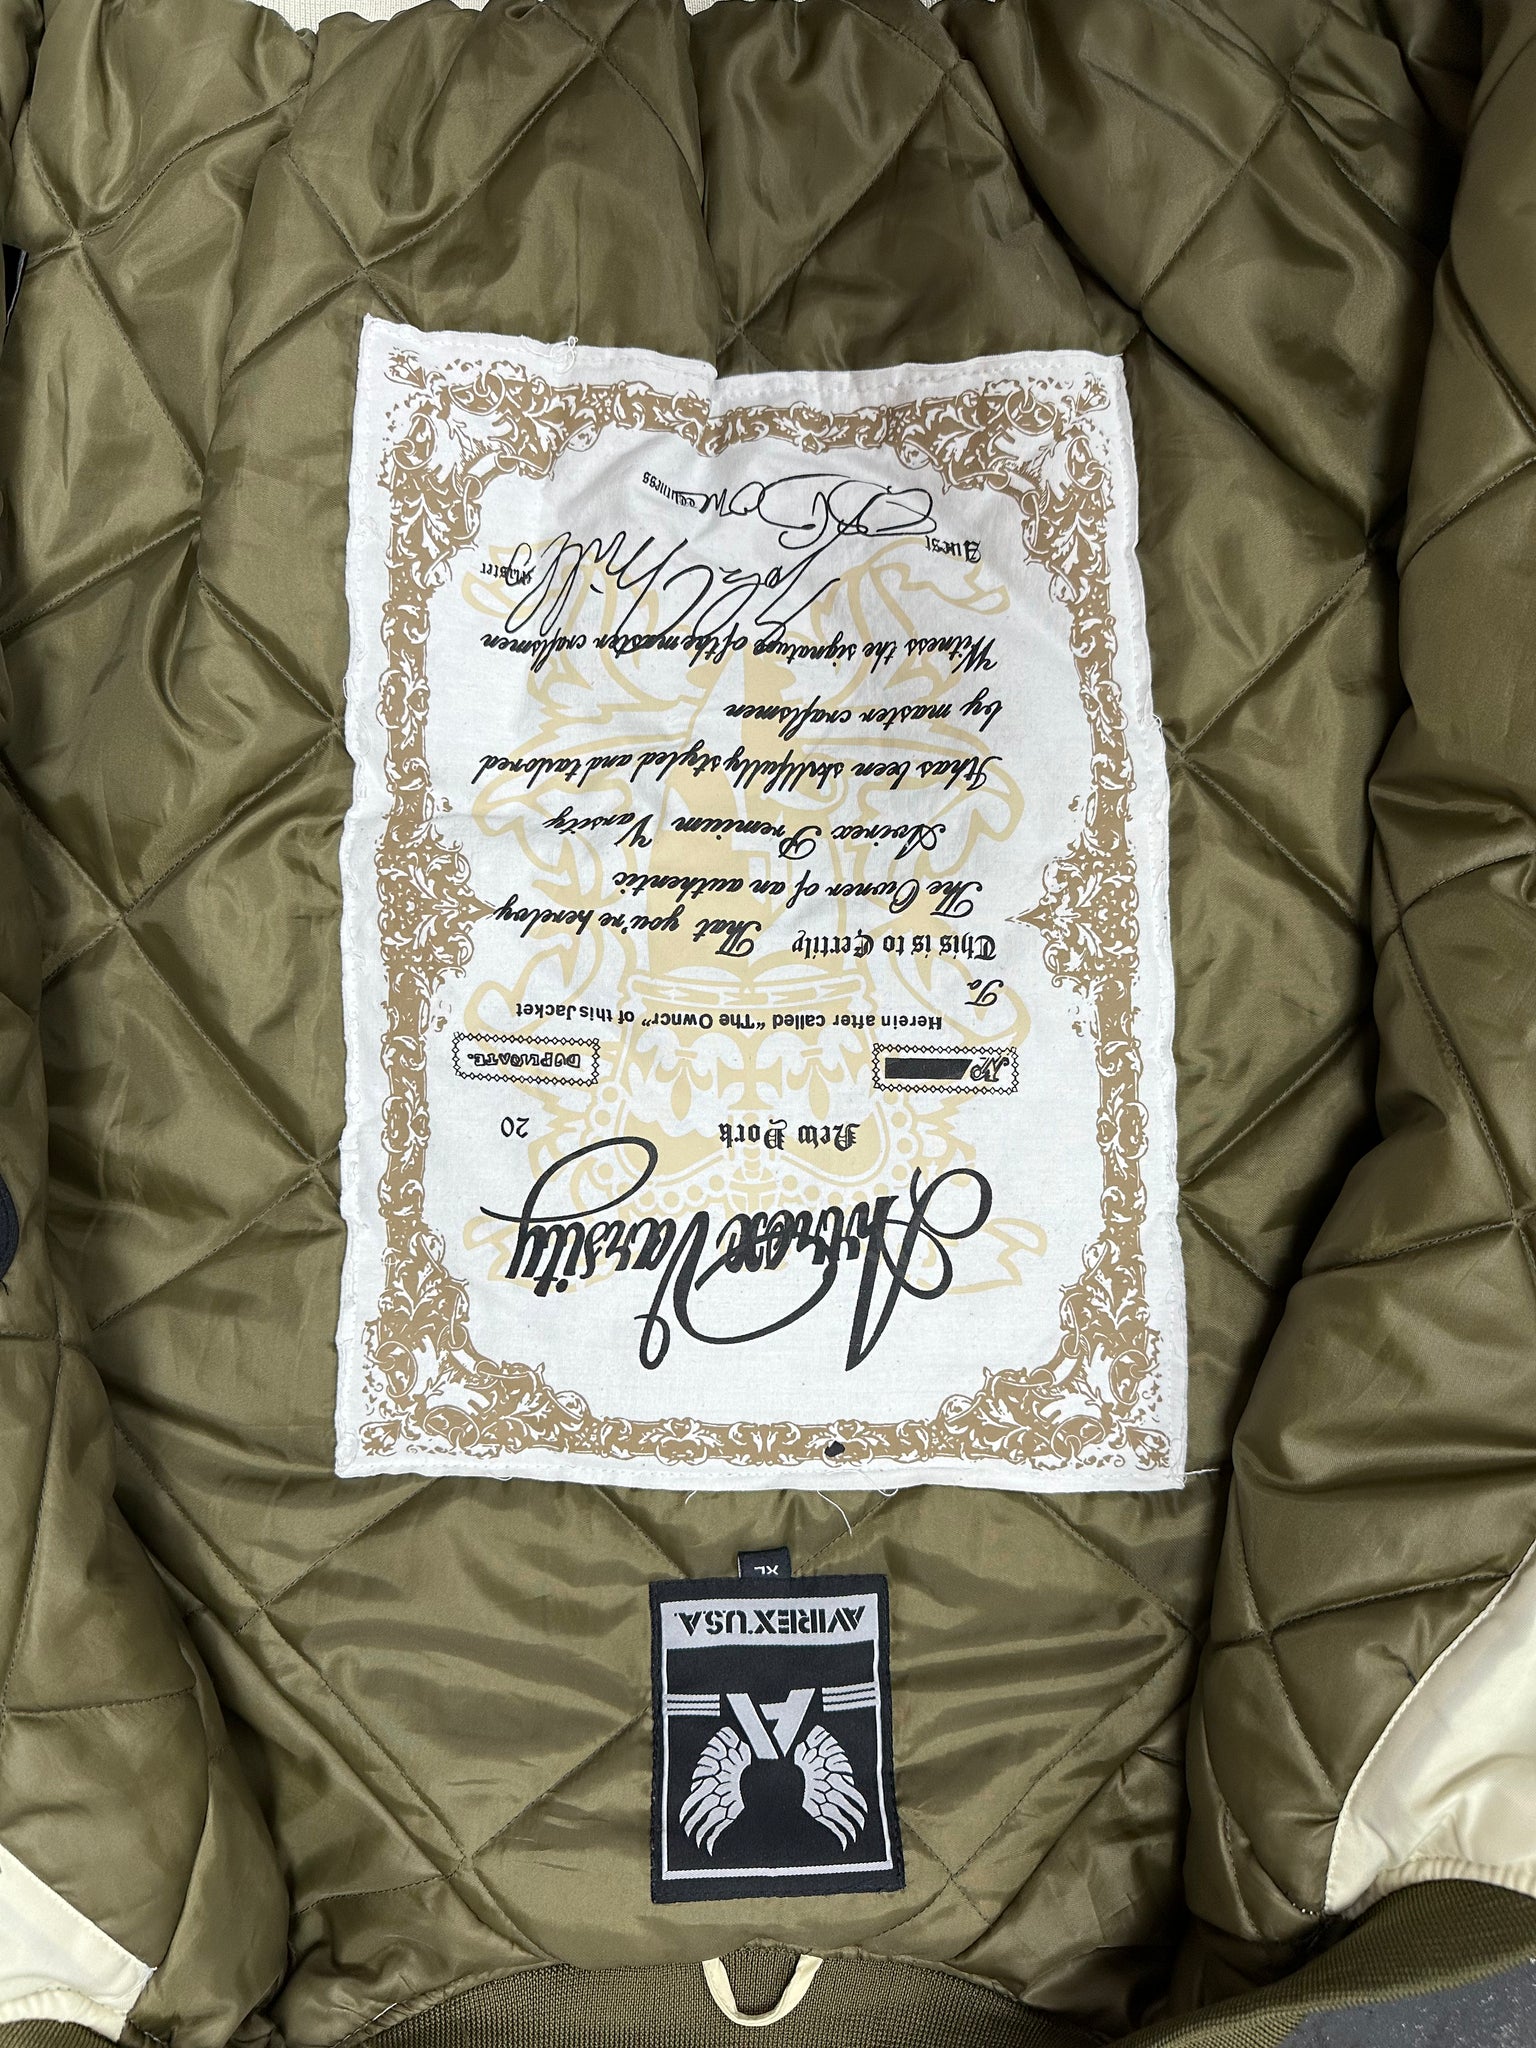 XL
AVIREX U.S.A.
A
Avirex Varsity
New York 20
No DUPLICATE.
Herein after called "The Owner" of this Jacket
To
This is to Certify That you're hereby
The Owner of an authentic
Avirex Premium Varsity
It has been skillfully styled and tailored
by master craftsmen
Witness the signature of the master craftsmen
Master